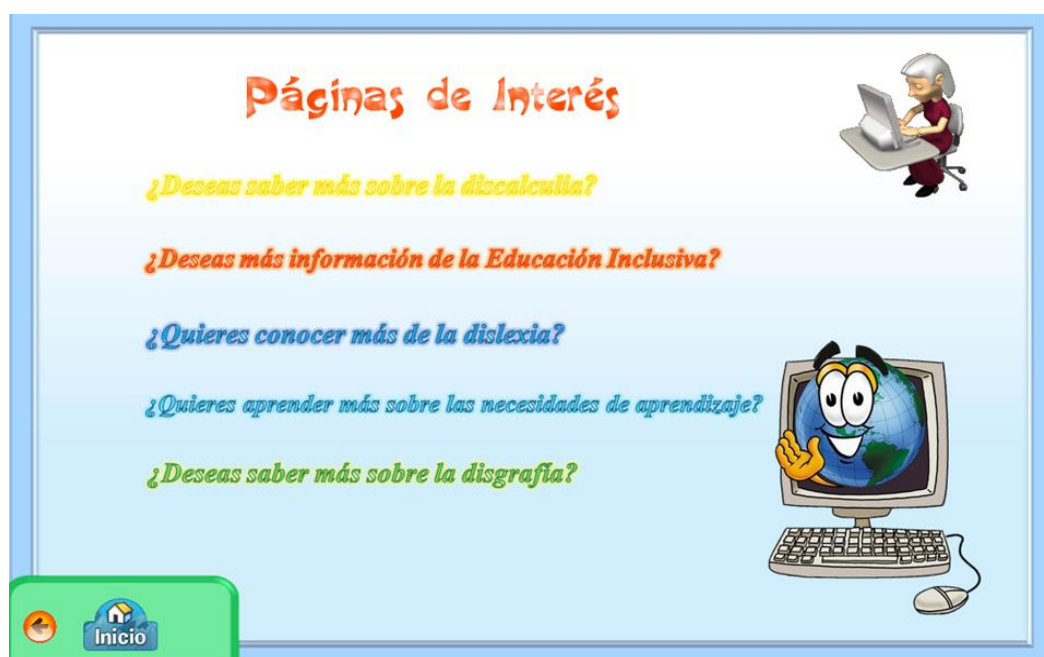 Páginas de Interés
¿Deseas saber más sobre la discalculia?
¿Deseas más información de la Educación Inclusiva?
¿Quieres conocer más de la dislexia?
¿Quieres aprender más sobre las necesidades de aprendizaje?
¿Deseas saber más sobre la disgrafía?
Inicio